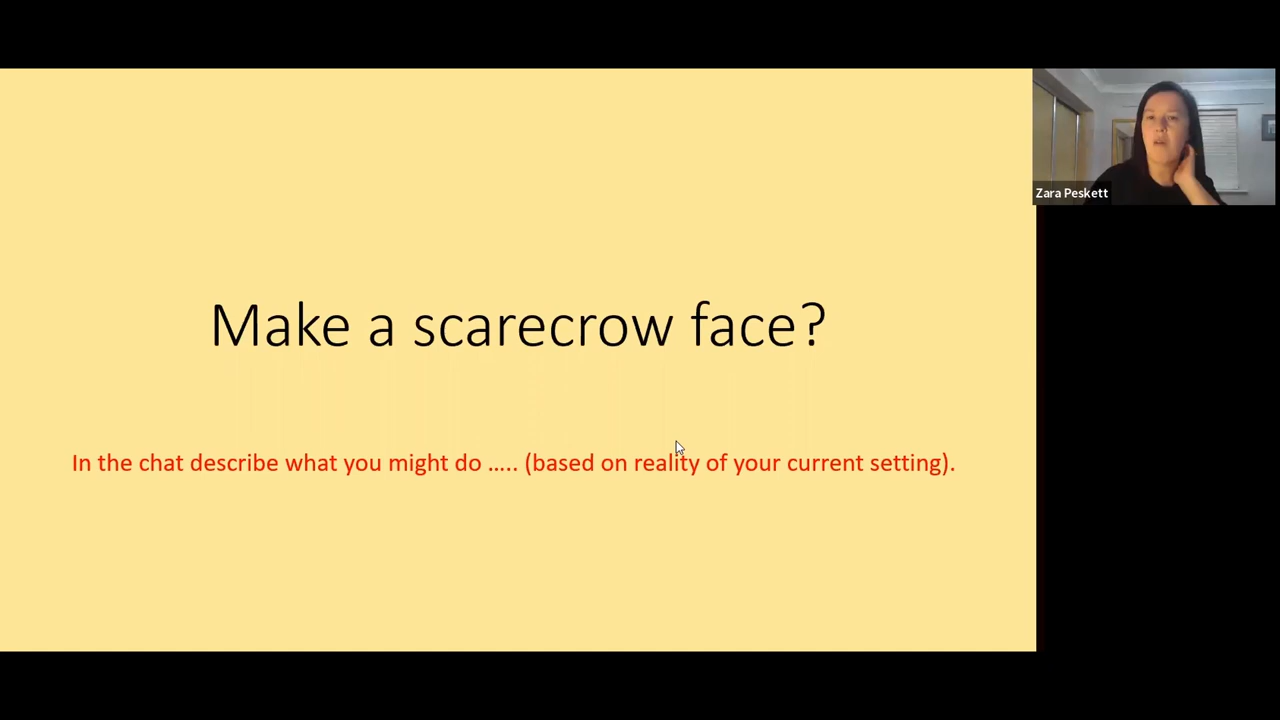 Zara Peskett
Make a scarecrow face?
In the chat describe what you might do ..... (based on reality of your current setting).